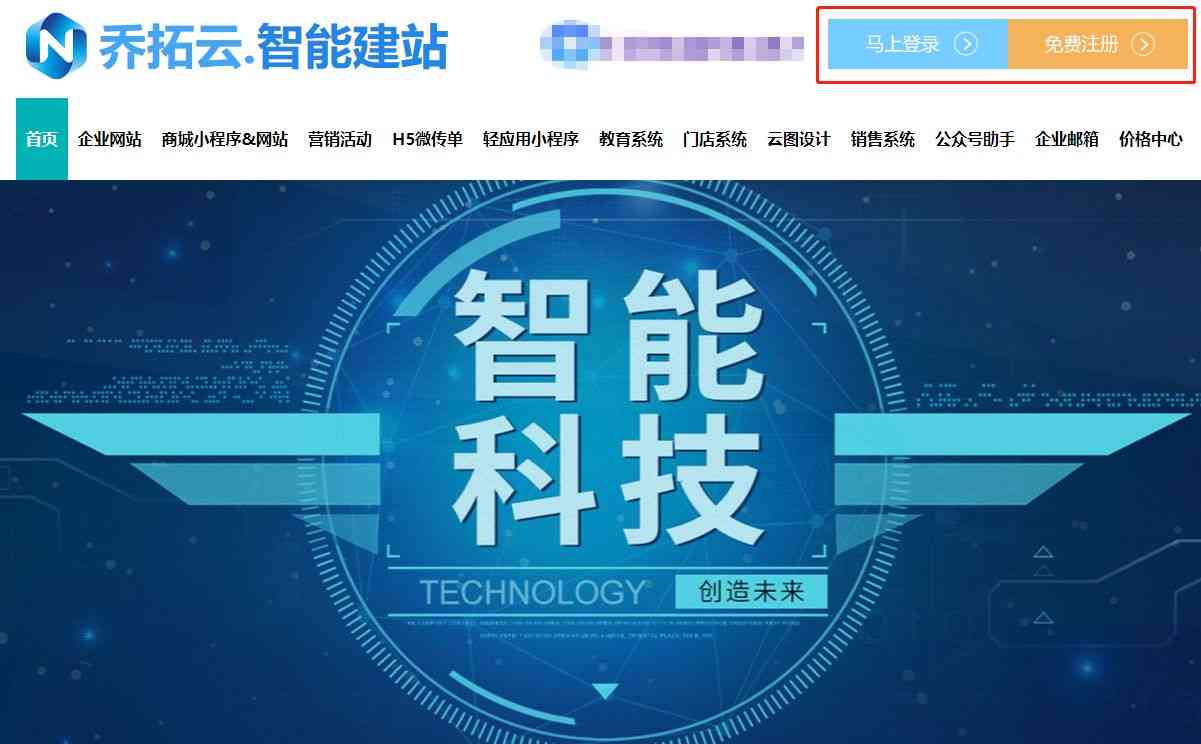 乔拓云.智能建站
马上登录 免费注册
首页 企业网站 商城小程序&网站 营销活动 H5微传单 轻应用小程序 教育系统 门店系统 云图设计 销售系统 公众号助手 企业邮箱 价格中心
智能
科技
TECHNOLOGY 创造未来